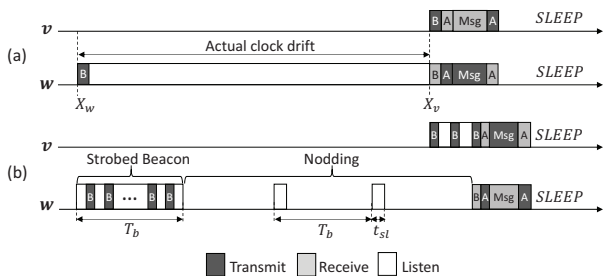 v B A Msg A SLEEP
(a) Actual clock drift
w B B A Msg A SLEEP
X_w X_v
v B B B A Msg A SLEEP
Strobed Beacon Nodding
(b) w B B ... B B B A Msg A SLEEP
T_b T_b t_sl
Transmit Receive Listen